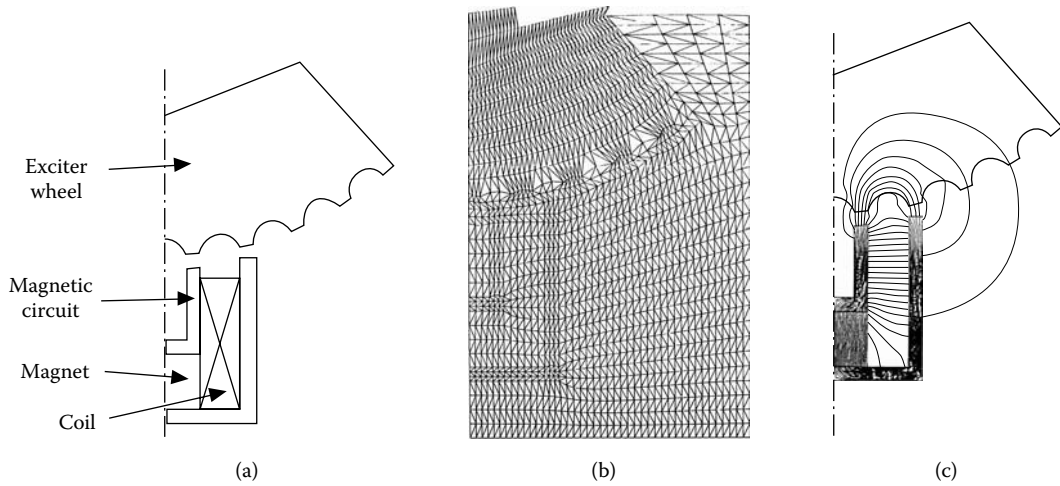 Exciter
wheel
Magnetic
circuit
Magnet
Coil
(a)
(b)
(c)